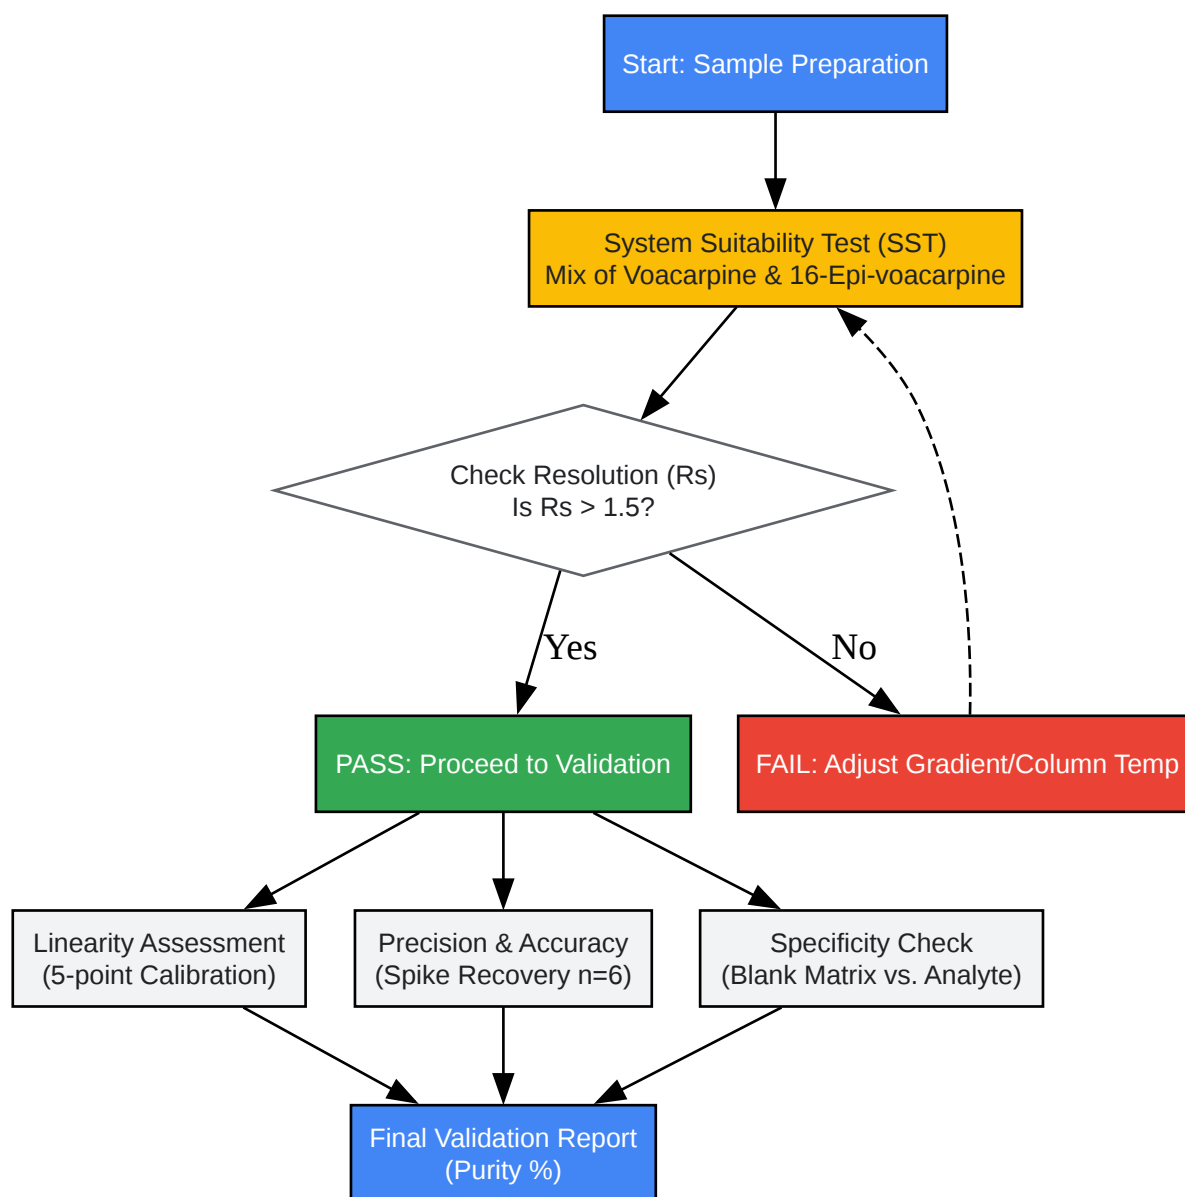 Start: Sample Preparation
System Suitability Test (SST)
Mix of Voacarpine & 16-Epi-voacarpine
Check Resolution (Rs)
Is Rs > 1.5?
Yes
No
PASS: Proceed to Validation
FAIL: Adjust Gradient/Column Temp
Linearity Assessment
(5-point Calibration)
Precision & Accuracy
(Spike Recovery n=6)
Specificity Check
(Blank Matrix vs. Analyte)
Final Validation Report
(Purity %)